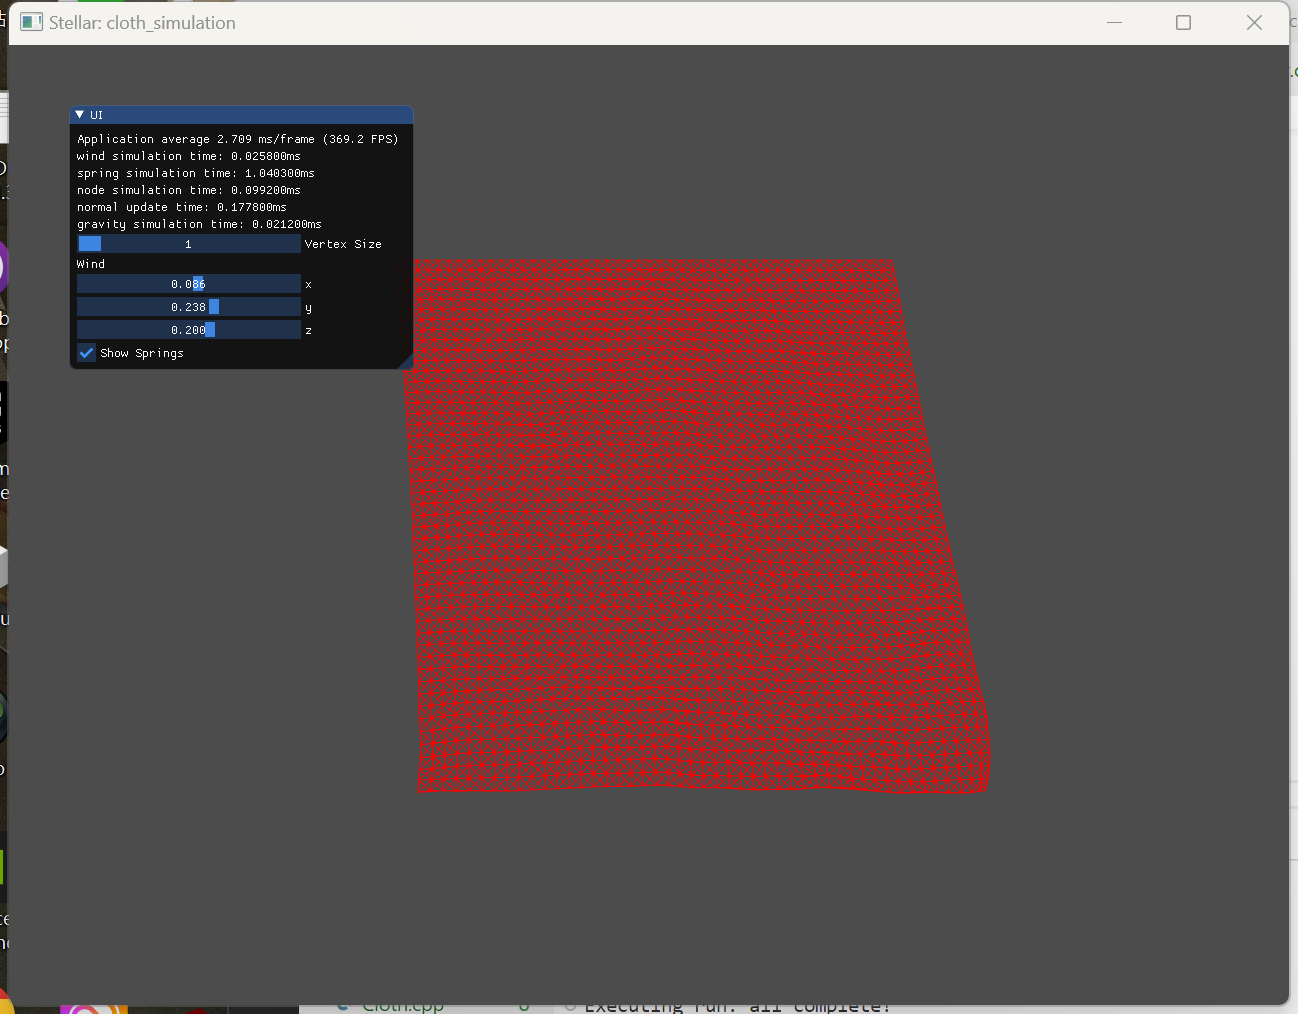 Stellar: cloth_simulation
UI
Application average 2.709 ms/frame (369.2 FPS)
wind simulation time: 0.025800ms
spring simulation time: 1.040300ms
node simulation time: 0.099200ms
normal update time: 0.177800ms
gravity simulation time: 0.021200ms
1 Vertex Size
Wind
0.086 x
0.238 y
0.200 z
Show Springs
Cloth.cpp
Executing run: all complete!